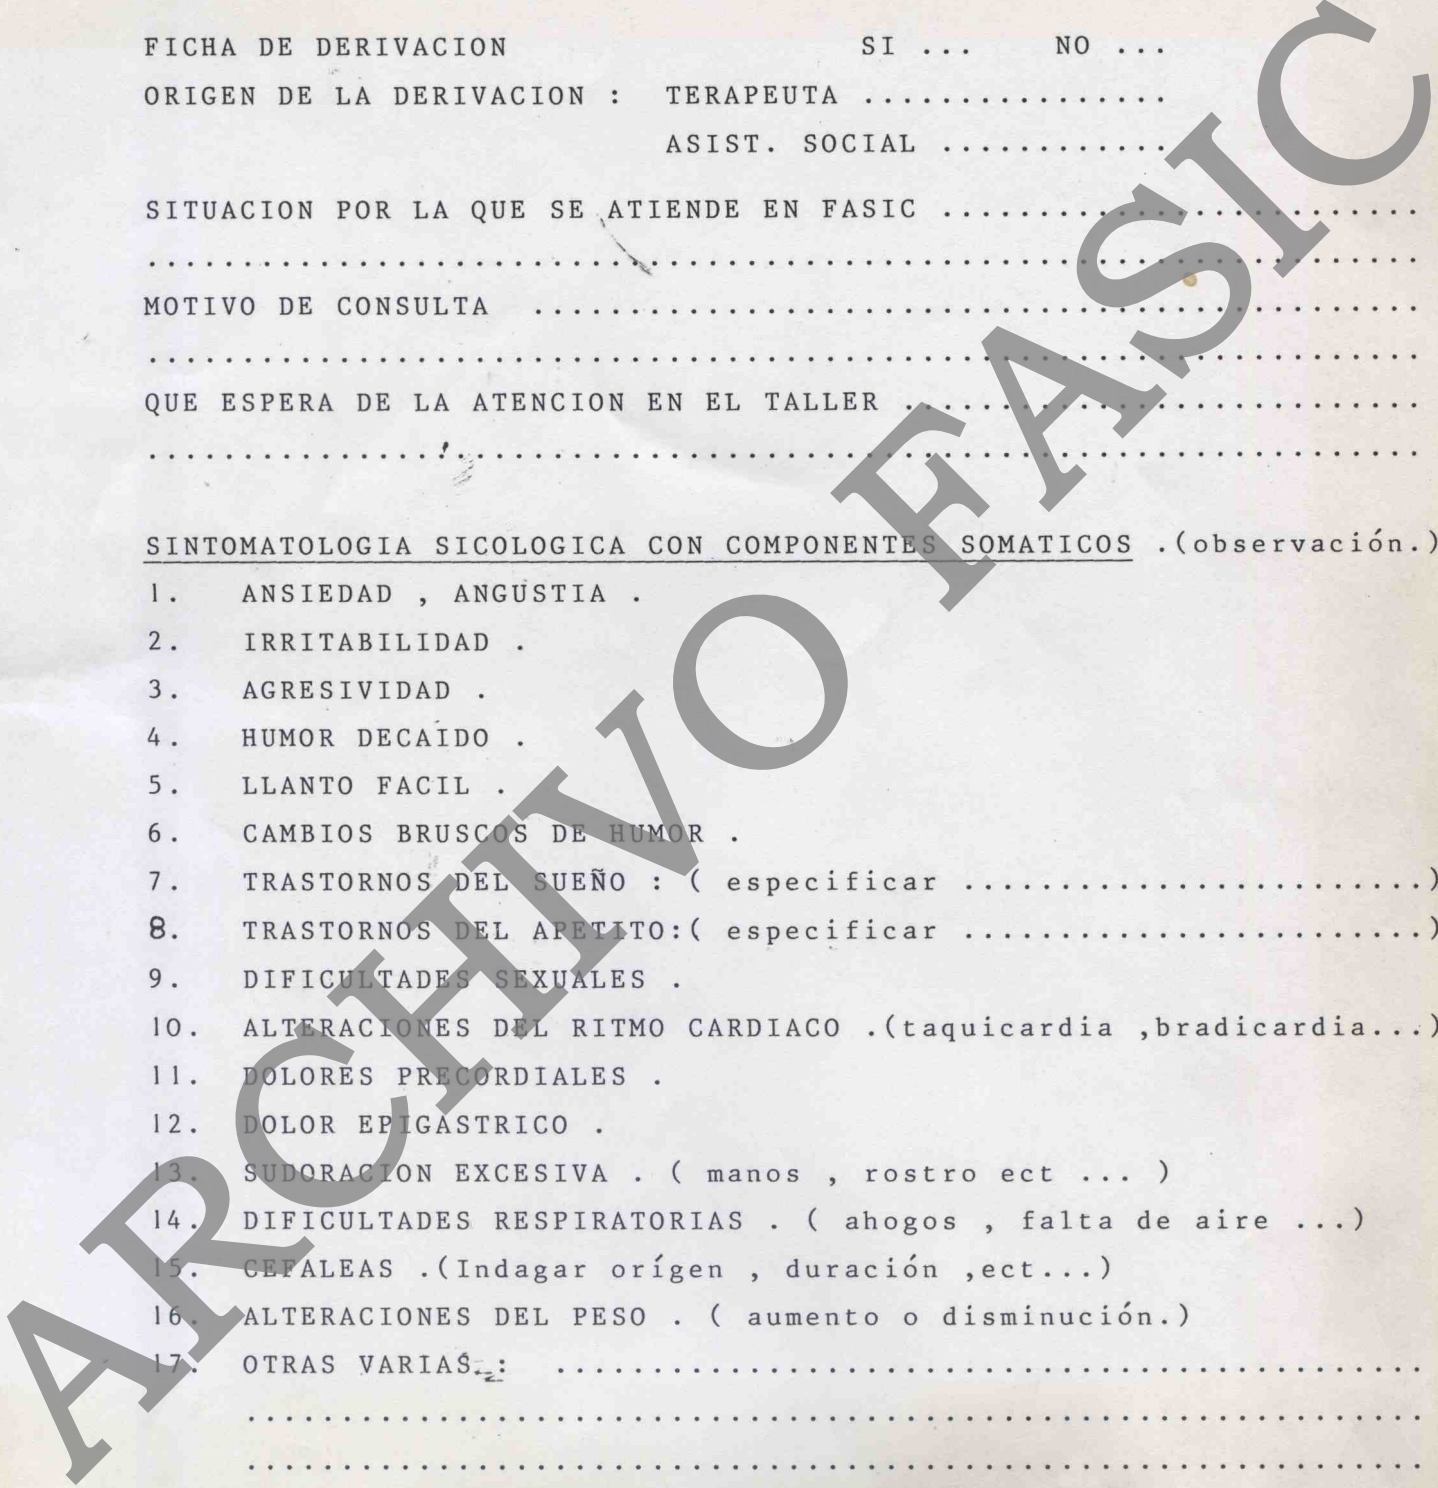 FICHA DE DERIVACION SI ... NO ...
ORIGEN DE LA DERIVACION : TERAPEUTA ................
ASIST. SOCIAL ............
SITUACION POR LA QUE SE ATIENDE EN FASIC .........................
...................................................................
MOTIVO DE CONSULTA ...............................................
...................................................................
QUE ESPERA DE LA ATENCION EN EL TALLER ...........................
...................................................................
SINTOMATOLOGIA SICOLOGICA CON COMPONENTES SOMATICOS .(observación.)
1. ANSIEDAD , ANGUSTIA .
2. IRRITABILIDAD .
3. AGRESIVIDAD .
4. HUMOR DECAIDO .
5. LLANTO FACIL .
6. CAMBIOS BRUSCOS DE HUMOR .
7. TRASTORNOS DEL SUEÑO : ( especificar ........................)
8. TRASTORNOS DEL APETITO:( especificar ........................)
9. DIFICULTADES SEXUALES .
10. ALTERACIONES DEL RITMO CARDIACO .(taquicardia ,bradicardia...)
11. DOLORES PRECORDIALES .
12. DOLOR EPIGASTRICO .
13. SUDORACION EXCESIVA . ( manos , rostro ect ... )
14. DIFICULTADES RESPIRATORIAS . ( ahogos , falta de aire ...)
15. CEFALEAS .(Indagar orígen , duración ,ect...)
16. ALTERACIONES DEL PESO . ( aumento o disminución.)
17. OTRAS VARIAS : .............................................
..............................................................
..............................................................
ARCHIVO FASIC